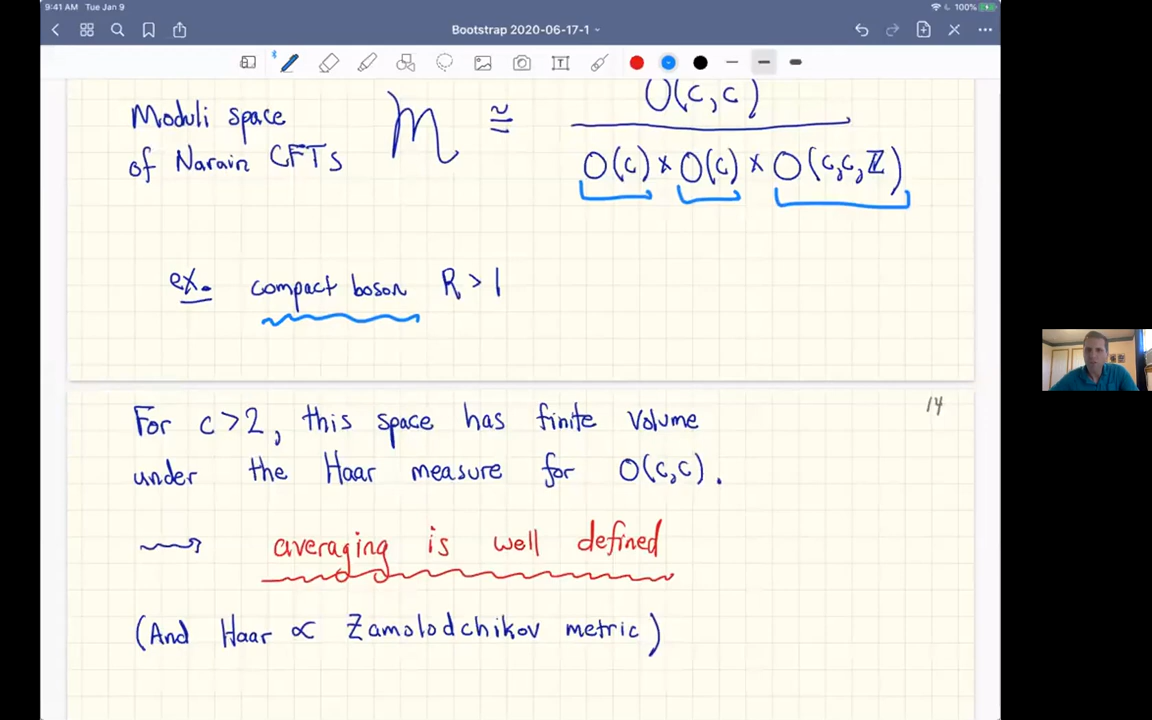 9:41 AM Tue Jan 9
100%
Bootstrap 2020-06-17-1
Moduli space
of Narain CFTs
M ≅
O(c,c)
O(c) × O(c) × O(c,c,ℤ)
ex. compact boson R > 1
14
For c > 2, this space has finite volume
under the Haar measure for O(c,c).
averaging is well defined
(And Haar ∝ Zamolodchikov metric)